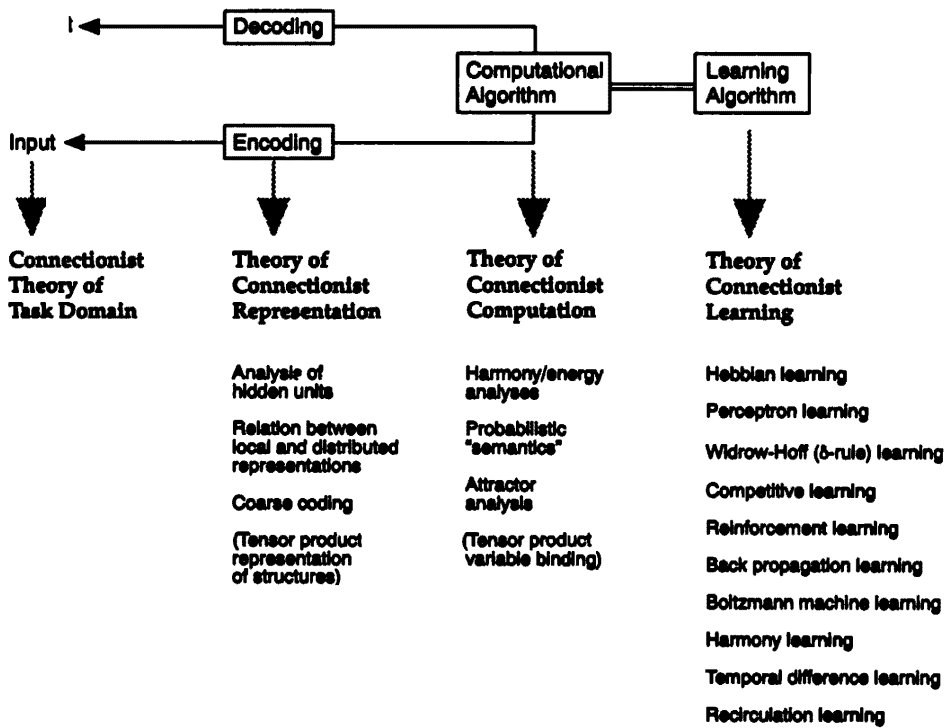 t
Decoding
Computational
Algorithm
Learning
Algorithm
Input
Encoding
Connectionist
Theory of
Task Domain
Theory of
Connectionist
Representation
Theory of
Connectionist
Computation
Theory of
Connectionist
Learning
Analysis of
hidden units
Relation between
local and distributed
representations
Coarse coding
(Tensor product
representation
of structures)
Harmony/energy
analyses
Probabilistic
"semantics"
Attractor
analysis
(Tensor product
variable binding)
Hebbian learning
Perceptron learning
Widrow-Hoff (δ-rule) learning
Competitive learning
Reinforcement learning
Back propagation learning
Boltzmann machine learning
Harmony learning
Temporal difference learning
Recirculation learning